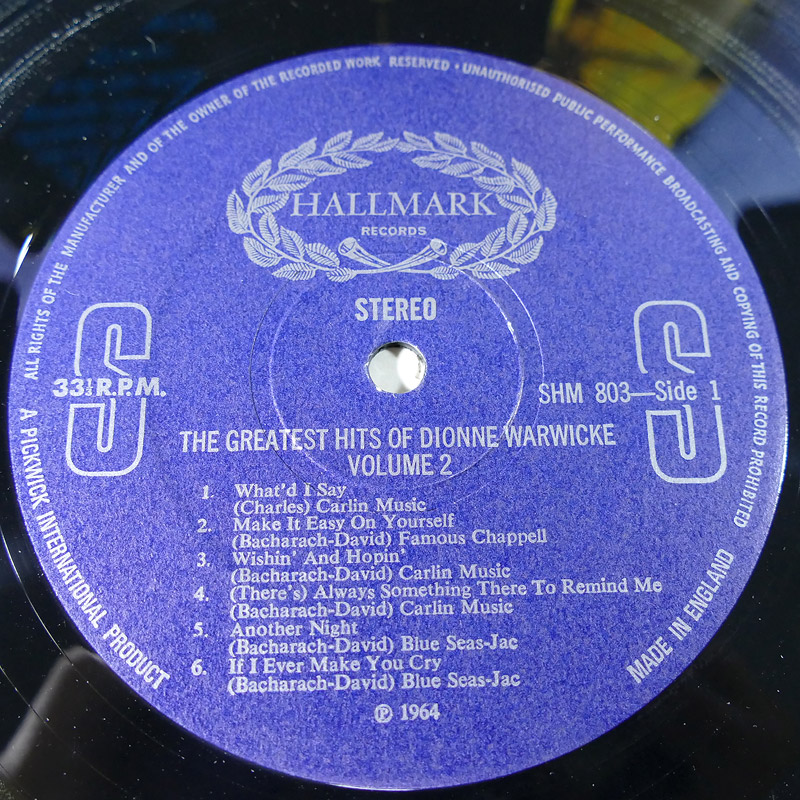 ALL RIGHTS OF THE MANUFACTURER AND OF THE OWNER OF THE RECORDED WORK RESERVED • UNAUTHORISED PUBLIC PERFORMANCE BROADCASTING AND COPYING OF THIS RECORD PROHIBITED
HALLMARK
RECORDS
STEREO
33⅓ R.P.M.
SHM 803—Side 1
THE GREATEST HITS OF DIONNE WARWICKE
VOLUME 2
1. What'd I Say
(Charles) Carlin Music
2. Make It Easy On Yourself
(Bacharach-David) Famous Chappell
3. Wishin' And Hopin'
(Bacharach-David) Carlin Music
4. (There's) Always Something There To Remind Me
(Bacharach-David) Carlin Music
5. Another Night
(Bacharach-David) Blue Seas-Jac
6. If I Ever Make You Cry
(Bacharach-David) Blue Seas-Jac
℗ 1964
A PICKWICK INTERNATIONAL PRODUCT
MADE IN ENGLAND